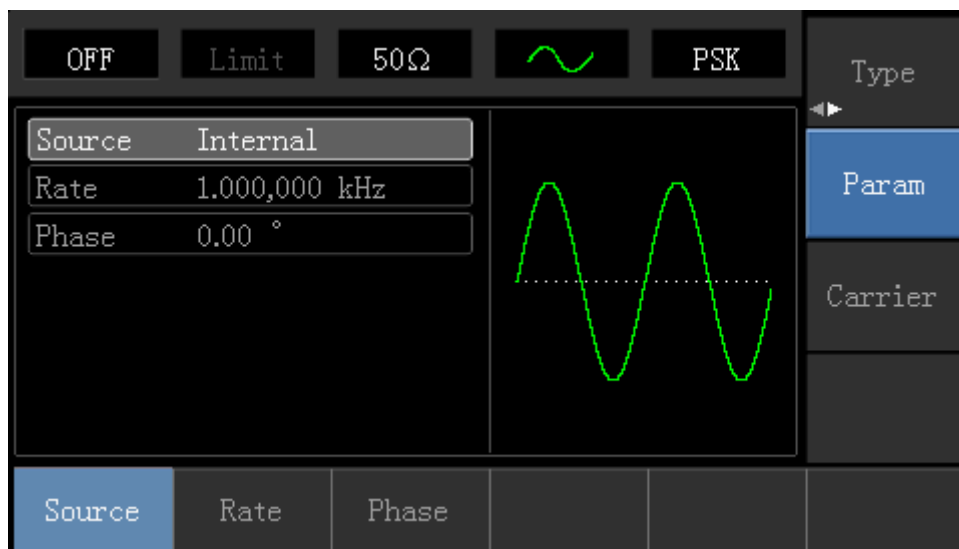 OFF Limit 50Ω PSK
Type
Source Internal
Rate 1.000,000 kHz
Phase 0.00 °
Param
Carrier
Source Rate Phase